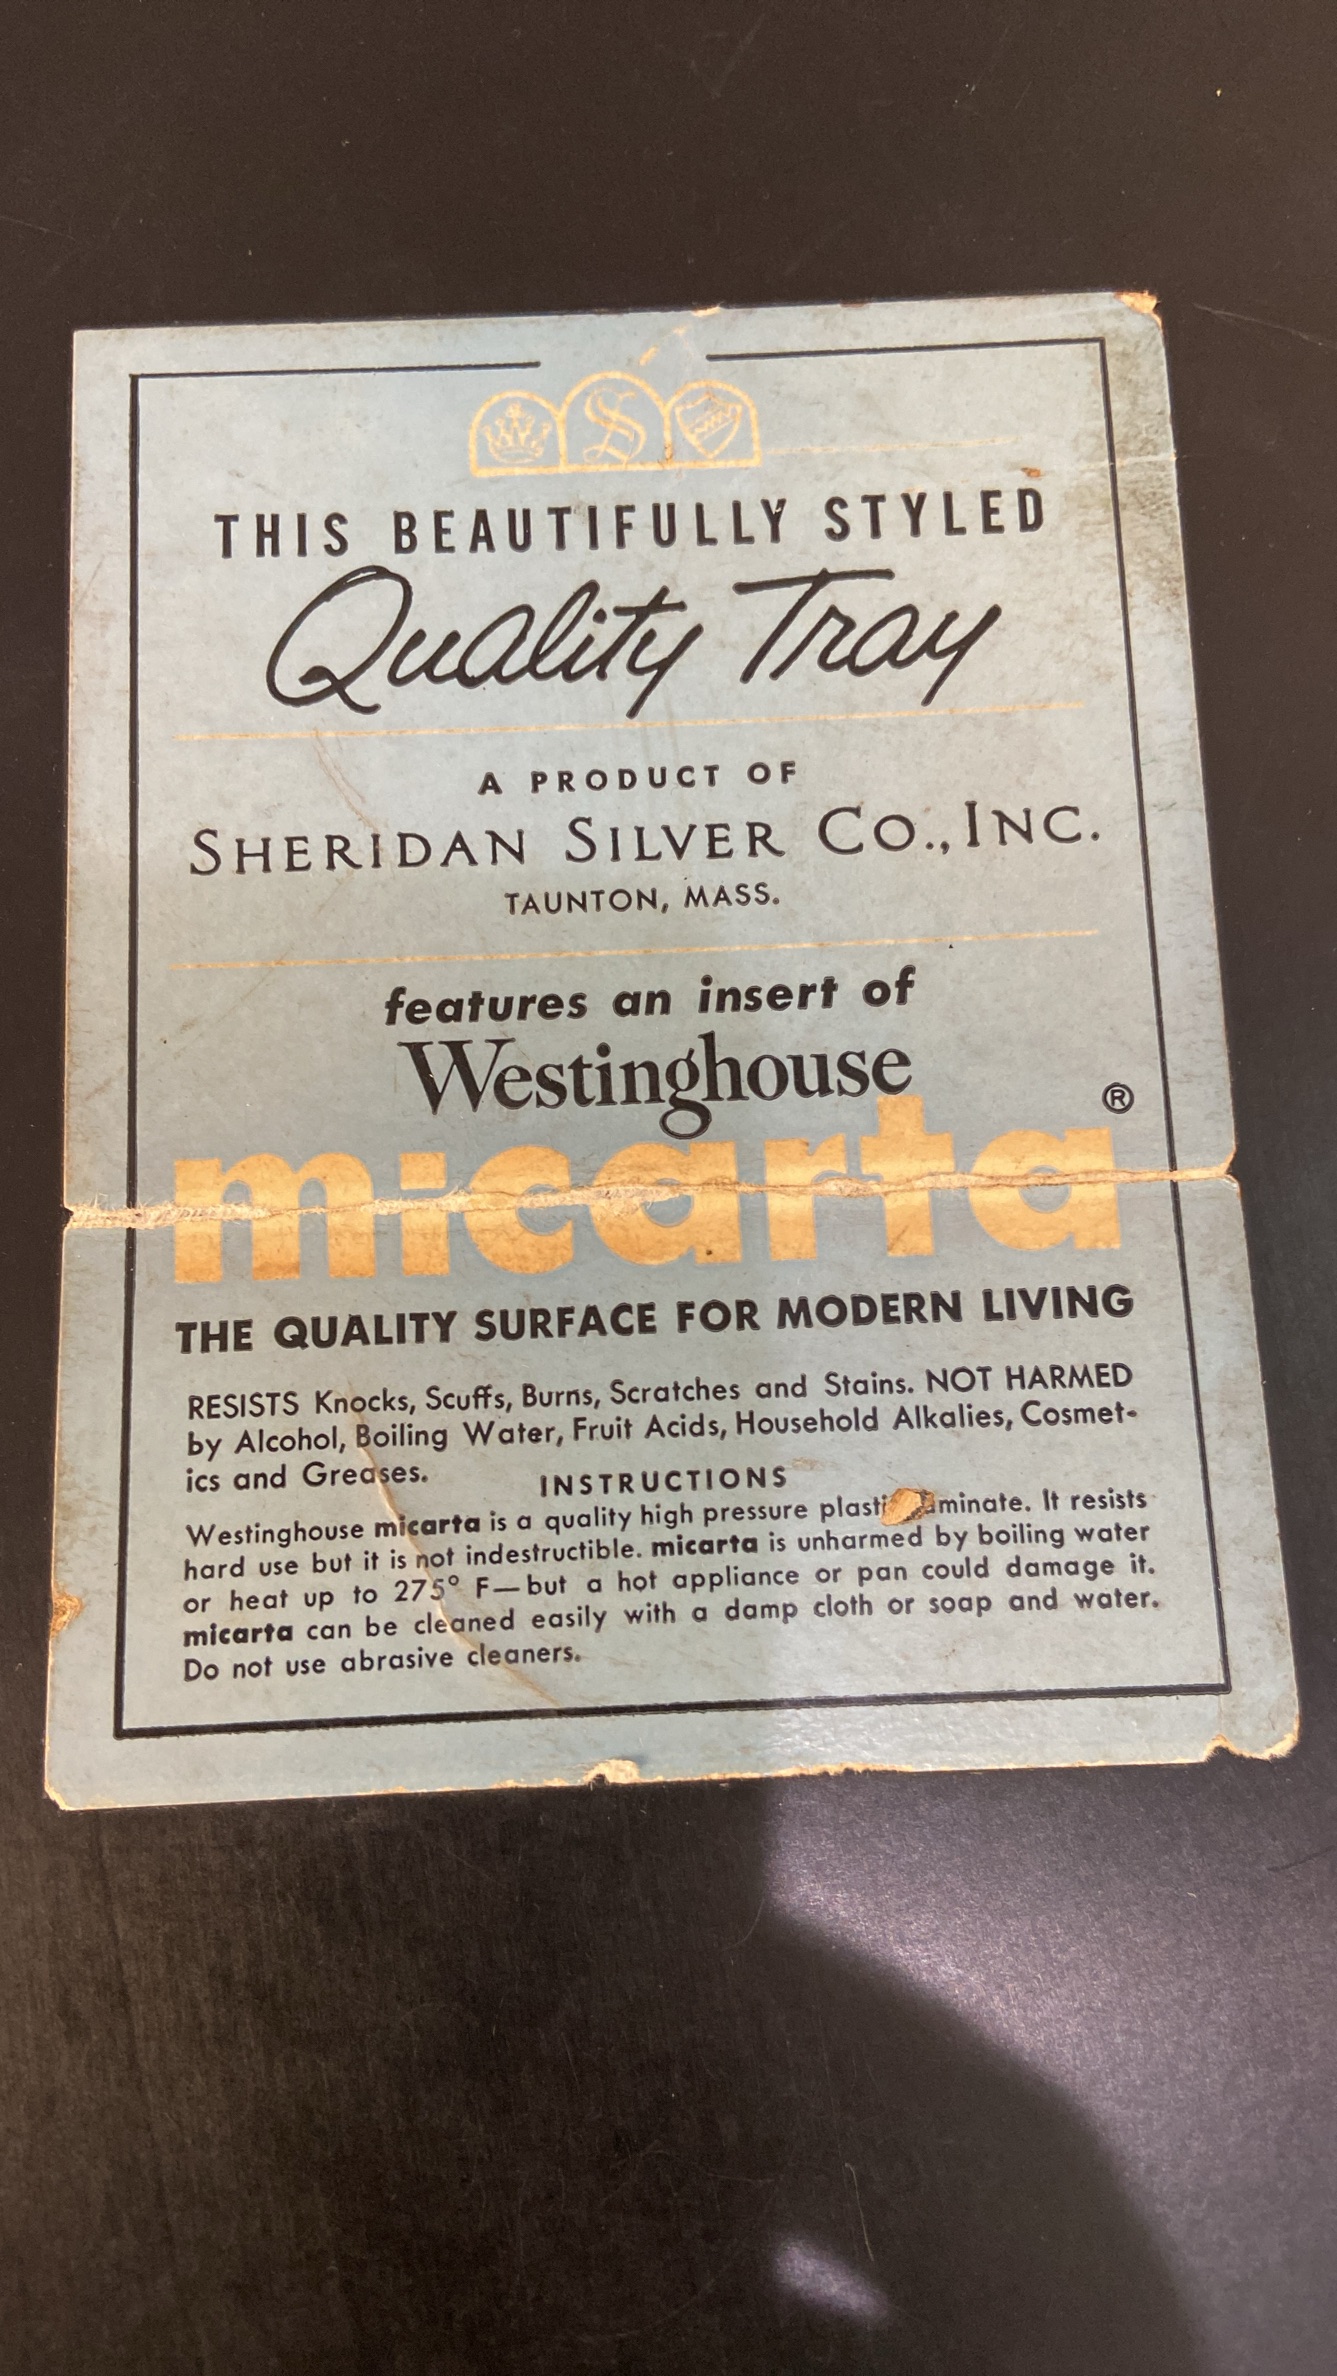 S
THIS BEAUTIFULLY STYLED
Quality Tray
A PRODUCT OF
SHERIDAN SILVER CO., INC.
TAUNTON, MASS.
features an insert of
Westinghouse
micarta ®
THE QUALITY SURFACE FOR MODERN LIVING
RESISTS Knocks, Scuffs, Burns, Scratches and Stains. NOT HARMED
by Alcohol, Boiling Water, Fruit Acids, Household Alkalies, Cosmet-
ics and Greases.
INSTRUCTIONS
Westinghouse micarta is a quality high pressure It resists
hard use but it is not indestructible. micarta is unharmed by boiling water
or heat up to 275° F—but a hot appliance or pan could damage it.
micarta can be cleaned easily with a damp cloth or soap and water.
Do not use abrasive cleaners.